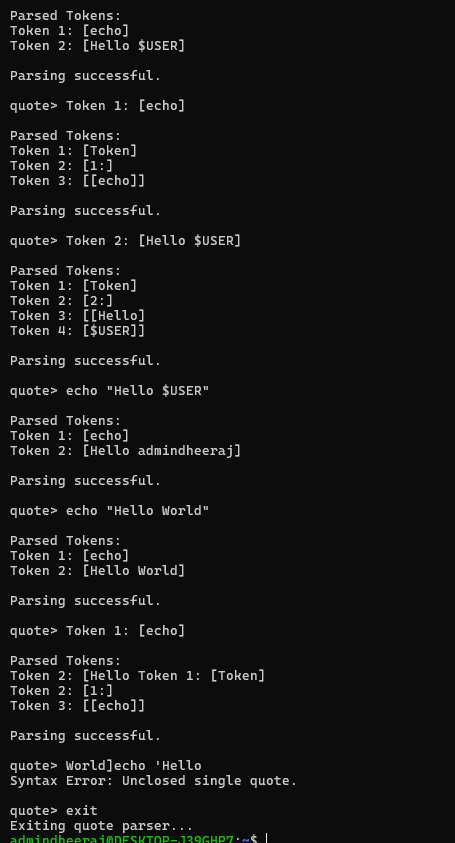 Parsed Tokens:
Token 1: [echo]
Token 2: [Hello $USER]
Parsing successful.
quote> Token 1: [echo]
Parsed Tokens:
Token 1: [Token]
Token 2: [1:]
Token 3: [[echo]]
Parsing successful.
quote> Token 2: [Hello $USER]
Parsed Tokens:
Token 1: [Token]
Token 2: [2:]
Token 3: [[Hello]
Token 4: [$USER]]
Parsing successful.
quote> echo "Hello $USER"
Parsed Tokens:
Token 1: [echo]
Token 2: [Hello admindheeraj]
Parsing successful.
quote> echo "Hello World"
Parsed Tokens:
Token 1: [echo]
Token 2: [Hello World]
Parsing successful.
quote> Token 1: [echo]
Parsed Tokens:
Token 2: [Hello Token 1: [Token]
Token 2: [1:]
Token 3: [[echo]]
Parsing successful.
quote> World]echo 'Hello
Syntax Error: Unclosed single quote.
quote> exit
Exiting quote parser...
admindheeraj@DESKTOP-J39GHP7:~$